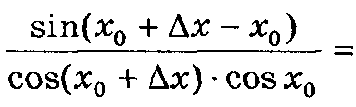 sin(x₀ + Δx − x₀)
cos(x₀ + Δx) · cos x₀ =